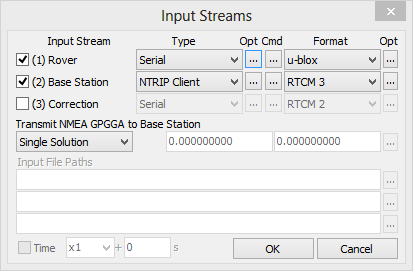 Input Streams
Input Stream Type Opt Cmd Format Opt
(1) Rover Serial ... ... u-blox ...
(2) Base Station NTRIP Client ... ... RTCM 3 ...
(3) Correction Serial ... ... RTCM 2 ...
Transmit NMEA GPGGA to Base Station
Single Solution 0.000000000 0.000000000 ...
Input File Paths
...
...
...
Time x1 + 0 s OK Cancel